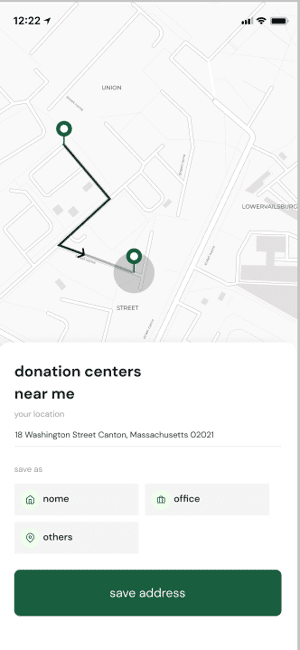 12:22
UNION
LOWERVAILSBURG
STREET
donation centers
near me
your location
18 Washington Street Canton, Massachusetts 02021
save as
nome
office
others
save address